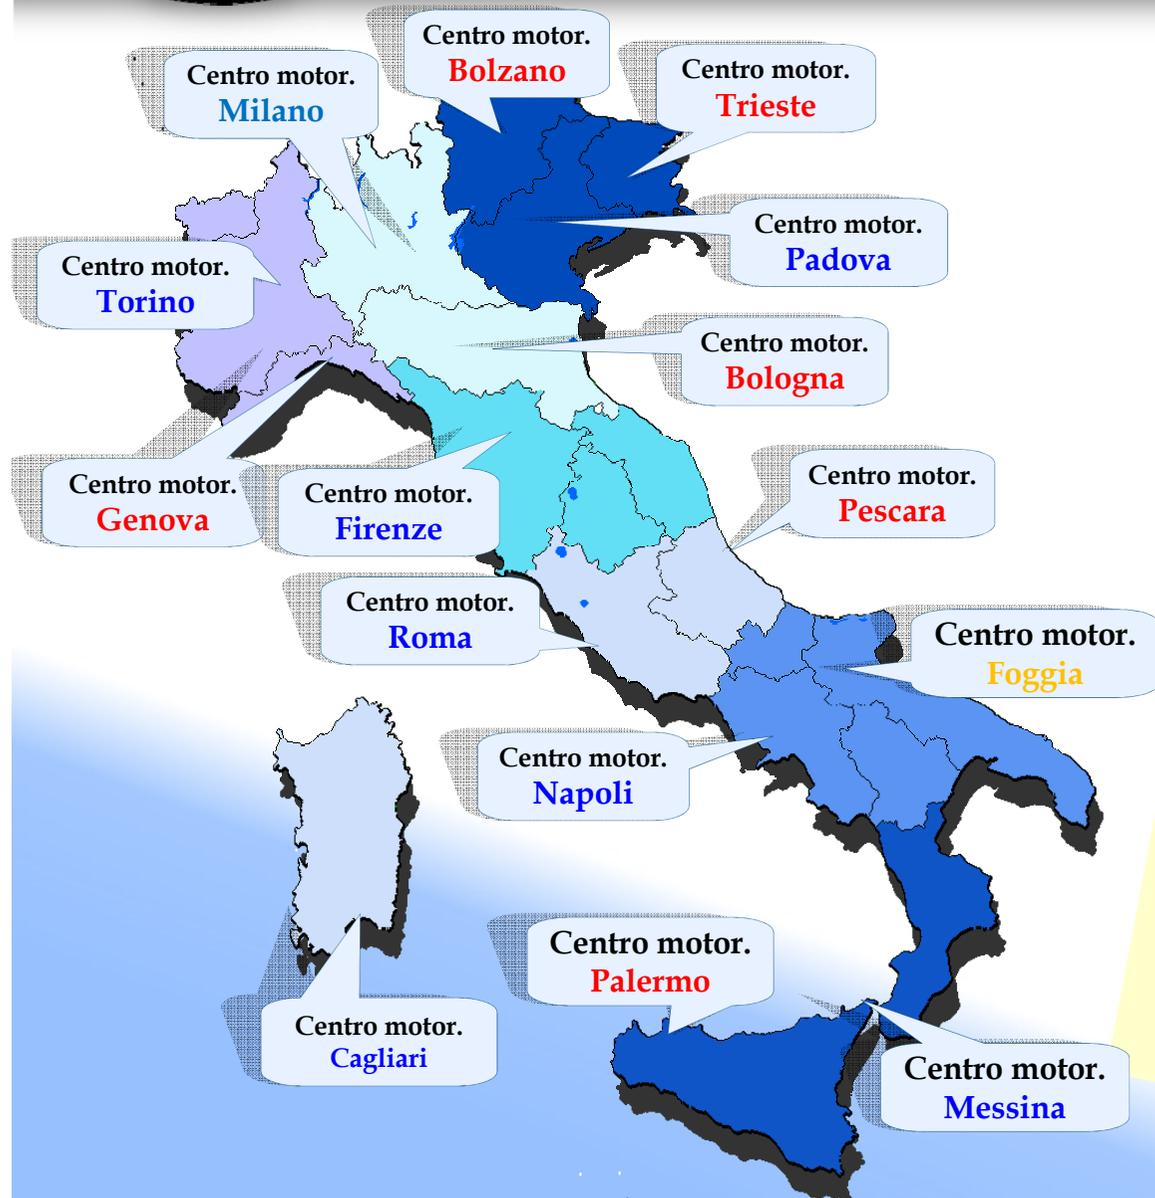 Centro motor.
Bolzano
Centro motor.
Milano
Centro motor.
Trieste
Centro motor.
Padova
Centro motor.
Torino
Centro motor.
Bologna
Centro motor.
Genova
Centro motor.
Firenze
Centro motor.
Pescara
Centro motor.
Roma
Centro motor.
Foggia
Centro motor.
Napoli
Centro motor.
Palermo
Centro motor.
Cagliari
Centro motor.
Messina